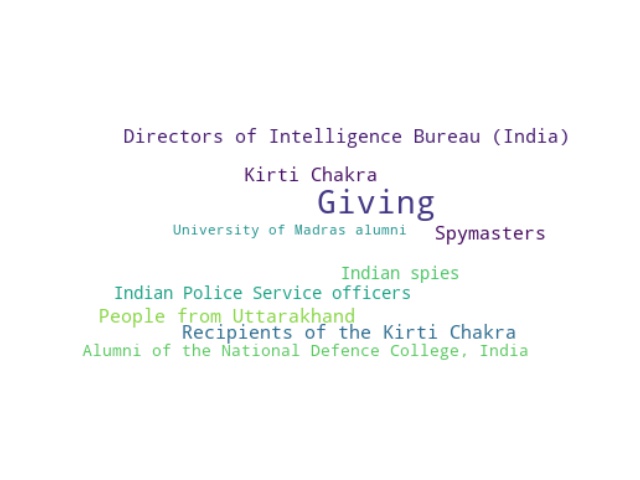 Directors of Intelligence Bureau (India)
Kirti Chakra
Giving
University of Madras alumni
Spymasters
Indian spies
Indian Police Service officers
People from Uttarakhand
Recipients of the Kirti Chakra
Alumni of the National Defence College, India